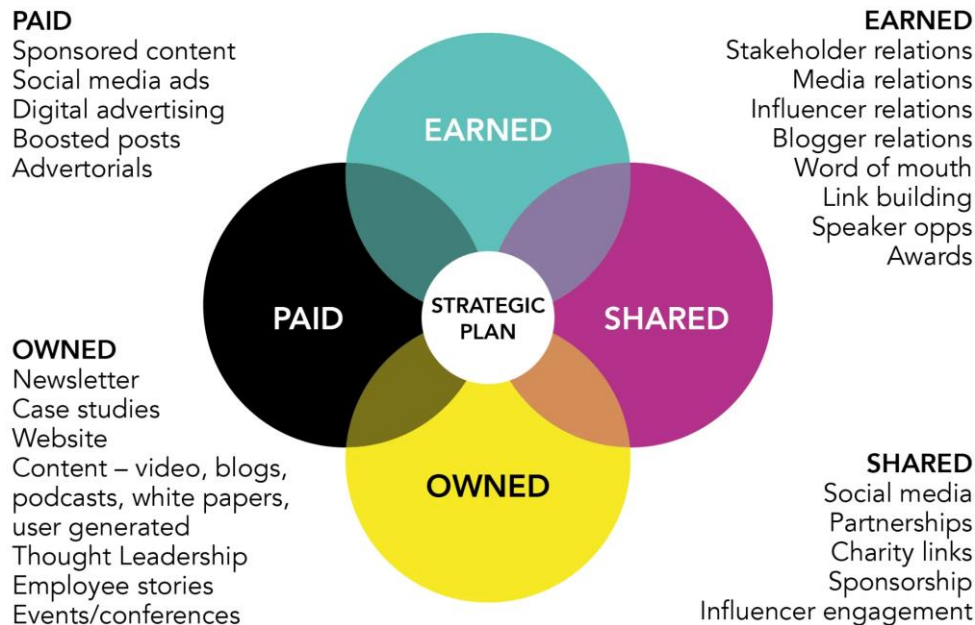 PAID
Sponsored content
Social media ads
Digital advertising
Boosted posts
Advertorials
EARNED
Stakeholder relations
Media relations
Influencer relations
Blogger relations
Word of mouth
Link building
Speaker opps
Awards
EARNED
PAID
STRATEGIC
PLAN
SHARED
OWNED
OWNED
Newsletter
Case studies
Website
Content – video, blogs,
podcasts, white papers,
user generated
Thought Leadership
Employee stories
Events/conferences
SHARED
Social media
Partnerships
Charity links
Sponsorship
Influencer engagement